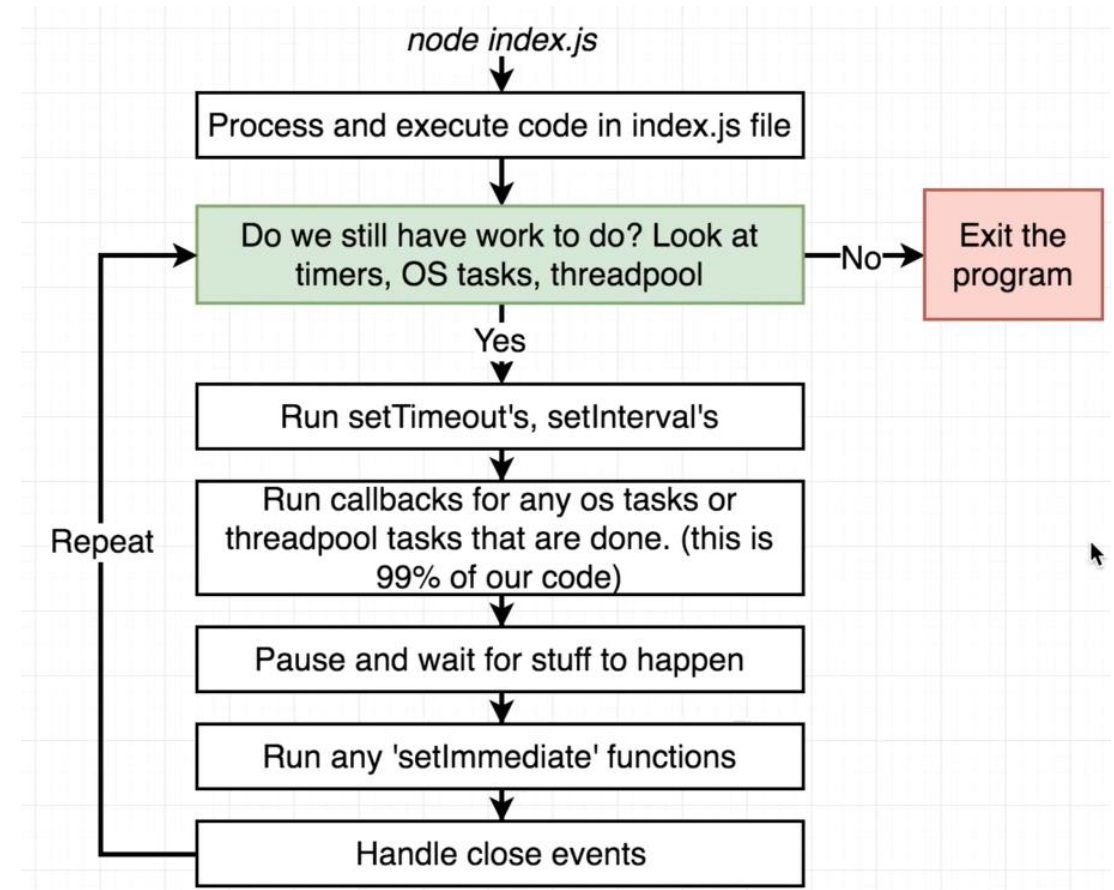 node index.js
Process and execute code in index.js file
Do we still have work to do? Look at
timers, OS tasks, threadpool
No
Exit the
program
Yes
Run setTimeout's, setInterval's
Run callbacks for any os tasks or
threadpool tasks that are done. (this is
99% of our code)
Repeat
Pause and wait for stuff to happen
Run any 'setImmediate' functions
Handle close events